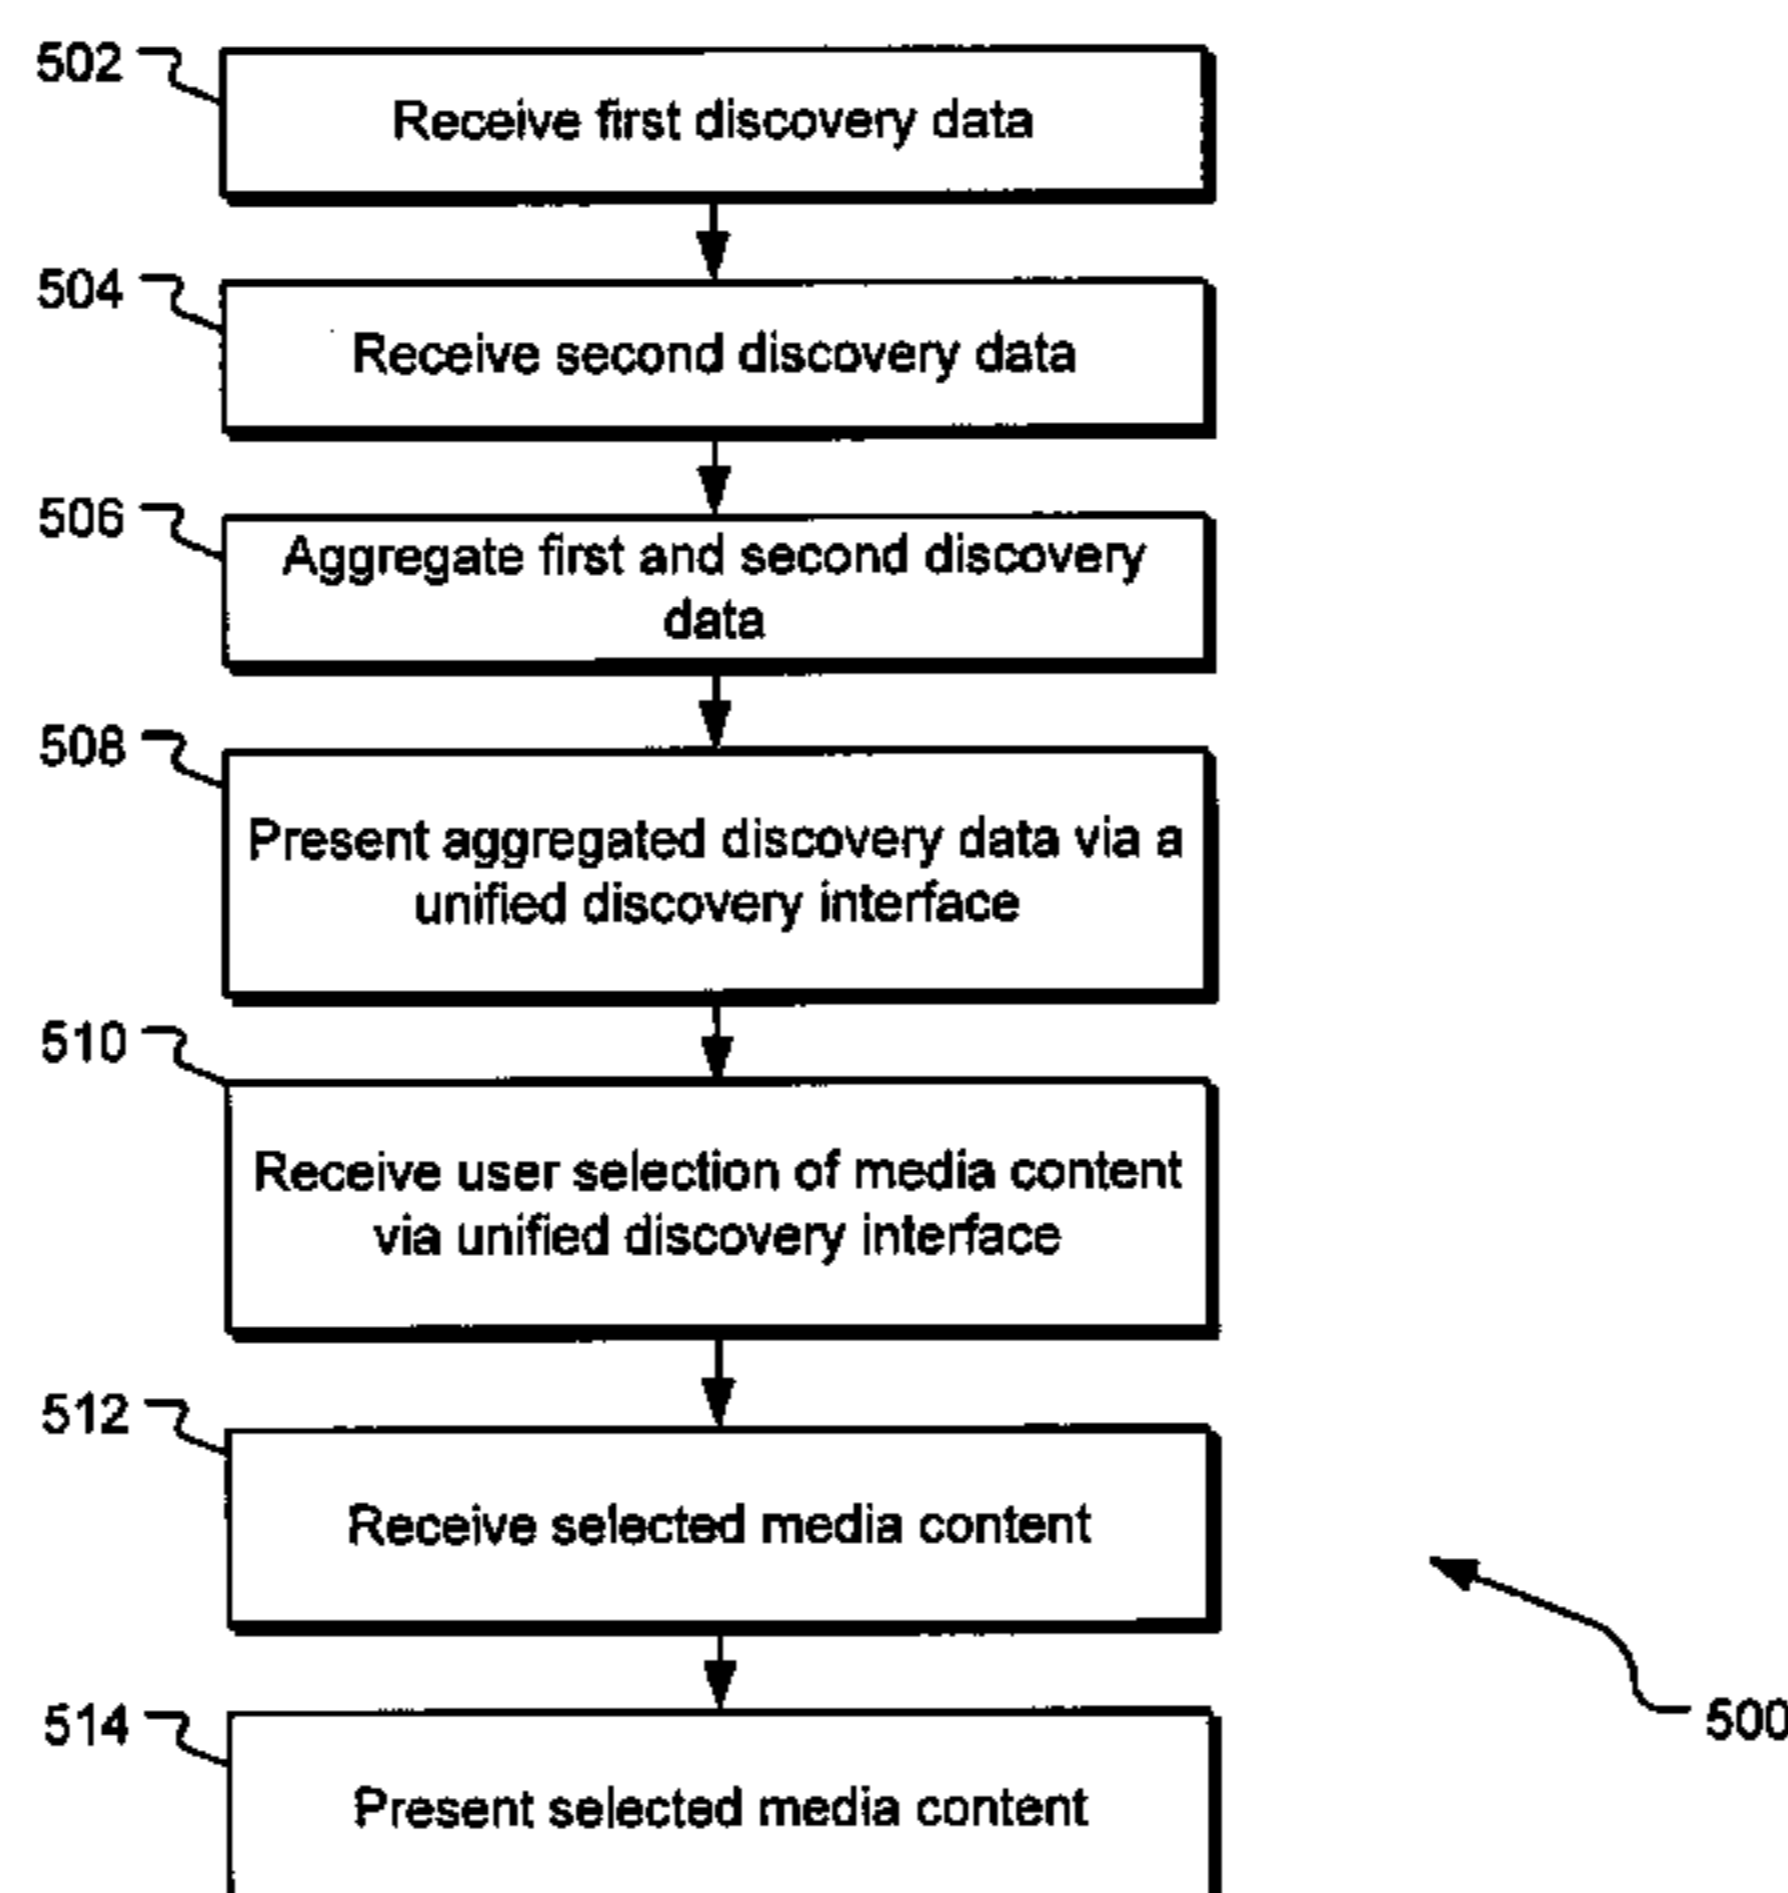 502
Receive first discovery data
504
Receive second discovery data
506
Aggregate first and second discovery
data
508
Present aggregated discovery data via a
unified discovery interface
510
Receive user selection of media content
via unified discovery interface
512
Receive selected media content
514
Present selected media content
500